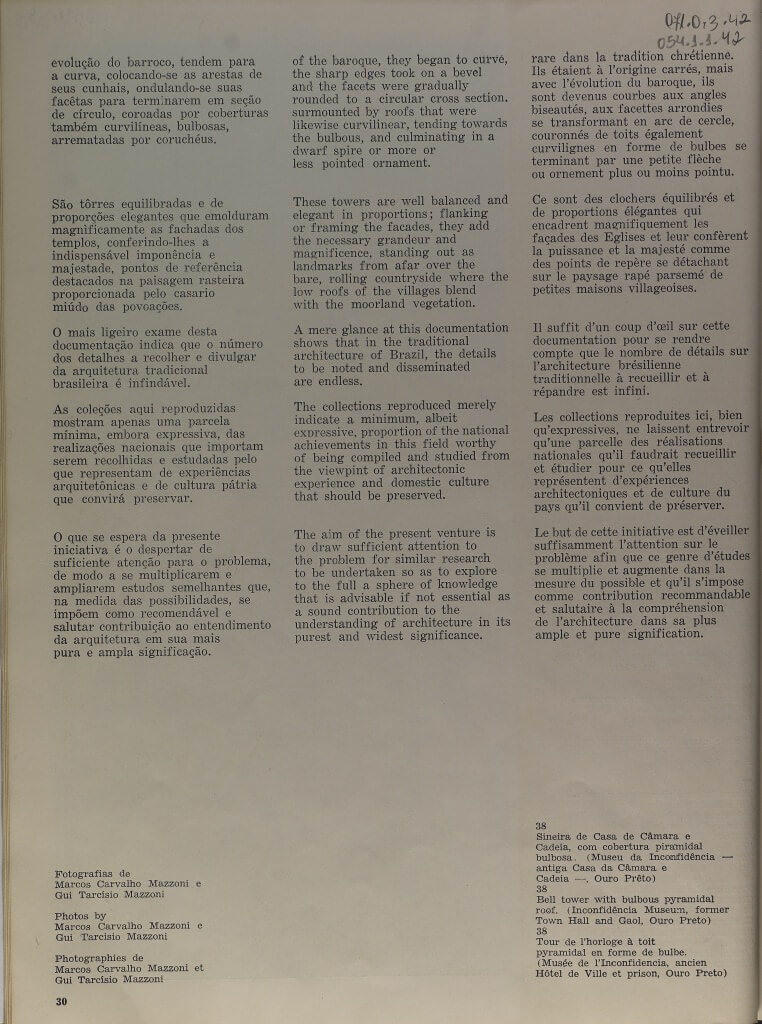 071.0.3.42
054.1.1.42
evolução do barroco, tendem para
a curva, colocando-se as arestas de
seus cunhais, ondulando-se suas
facêtas para terminarem em seção
de círculo, coroadas por coberturas
também curvilíneas, bulbosas,
arrematadas por coruchéus.
São tôrres equilibradas e de
proporções elegantes que emolduram
magnìficamente as fachadas dos
templos, conferindo-lhes a
indispensável imponência e
majestade, pontos de referência
destacados na paisagem rasteira
proporcionada pelo casario
miúdo das povoações.
O mais ligeiro exame desta
documentação indica que o número
dos detalhes a recolher e divulgar
da arquitetura tradicional
brasileira é infindável.
As coleções aqui reproduzidas
mostram apenas uma parcela
mínima, embora expressiva, das
realizações nacionais que importam
serem recolhidas e estudadas pelo
que representam de experiências
arquitetônicas e de cultura pátria
que convirá preservar.
O que se espera da presente
iniciativa é o despertar de
suficiente atenção para o problema,
de modo a se multiplicarem e
ampliarem estudos semelhantes que,
na medida das possibilidades, se
impõem como recomendável e
salutar contribuição ao entendimento
da arquitetura em sua mais
pura e ampla significação.
of the baroque, they began to curve,
the sharp edges took on a bevel
and the facets were gradually
rounded to a circular cross section,
surmounted by roofs that were
likewise curvilinear, tending towards
the bulbous, and culminating in a
dwarf spire or more or
less pointed ornament.
These towers are well balanced and
elegant in proportions; flanking
or framing the facades, they add
the necessary grandeur and
magnificence, standing out as
landmarks from afar over the
bare, rolling countryside where the
low roofs of the villages blend
with the moorland vegetation.
A mere glance at this documentation
shows that in the traditional
architecture of Brazil, the details
to be noted and disseminated
are endless.
The collections reproduced merely
indicate a minimum, albeit
expressive, proportion of the national
achievements in this field worthy
of being compiled and studied from
the viewpint of architectonic
experience and domestic culture
that should be preserved.
The aim of the present venture is
to draw sufficient attention to
the problem for similar research
to be undertaken so as to explore
to the full a sphere of knowledge
that is advisable if not essential as
a sound contribution to the
understanding of architecture in its
purest and widest significance.
rare dans la tradition chrétienne.
Ils étaient à l'origine carrés, mais
avec l'évolution du baroque, ils
sont devenus courbes aux angles
biseautés, aux facettes arrondies
se transformant en arc de cercle,
couronnés de toits également
curvilignes en forme de bulbes se
terminant par une petite flèche
ou ornement plus ou moins pointu.
Ce sont des clochers équilibrés et
de proportions élégantes qui
encadrent magnifiquement les
façades des Eglises et leur confèrent
la puissance et la majesté comme
des points de repère se détachant
sur le paysage rapé parsemé de
petites maisons villageoises.
Il suffit d'un coup d'œil sur cette
documentation pour se rendre
compte que le nombre de détails sur
l'architecture brésilienne
traditionnelle à recueillir et à
répandre est infini.
Les collections reproduites ici, bien
qu'expressives, ne laissent entrevoir
qu'une parcelle des réalisations
nationales qu'il faudrait recueillir
et étudier pour ce qu'elles
représentent d'expériences
architectoniques et de culture du
pays qu'il convient de préserver.
Le but de cette initiative est d'éveiller
suffisamment l'attention sur le
problème afin que ce genre d'études
se multiplie et augmente dans la
mesure du possible et qu'il s'impose
comme contribution recommandable
et salutaire à la compréhension
de l'architecture dans sa plus
ample et pure signification.
Fotografias de
Marcos Carvalho Mazzoni e
Gui Tarcísio Mazzoni
Photos by
Marcos Carvalho Mazzoni e
Gui Tarcisio Mazzoni
Photographies de
Marcos Carvalho Mazzoni et
Gui Tarcísio Mazzoni
38
Sineira de Casa de Câmara e
Cadeia, com cobertura piramidal
bulbosa. (Museu da Inconfidência —
antiga Casa da Câmara e
Cadeia —. Ouro Prêto)
38
Bell tower with bulbous pyramidal
roof. (Inconfidência Museum, former
Town Hall and Gaol, Ouro Preto)
38
Tour de l'horloge à toit
pyramidal en forme de bulbe.
(Musée de l'Inconfidencia, ancien
Hôtel de Ville et prison, Ouro Preto)
30